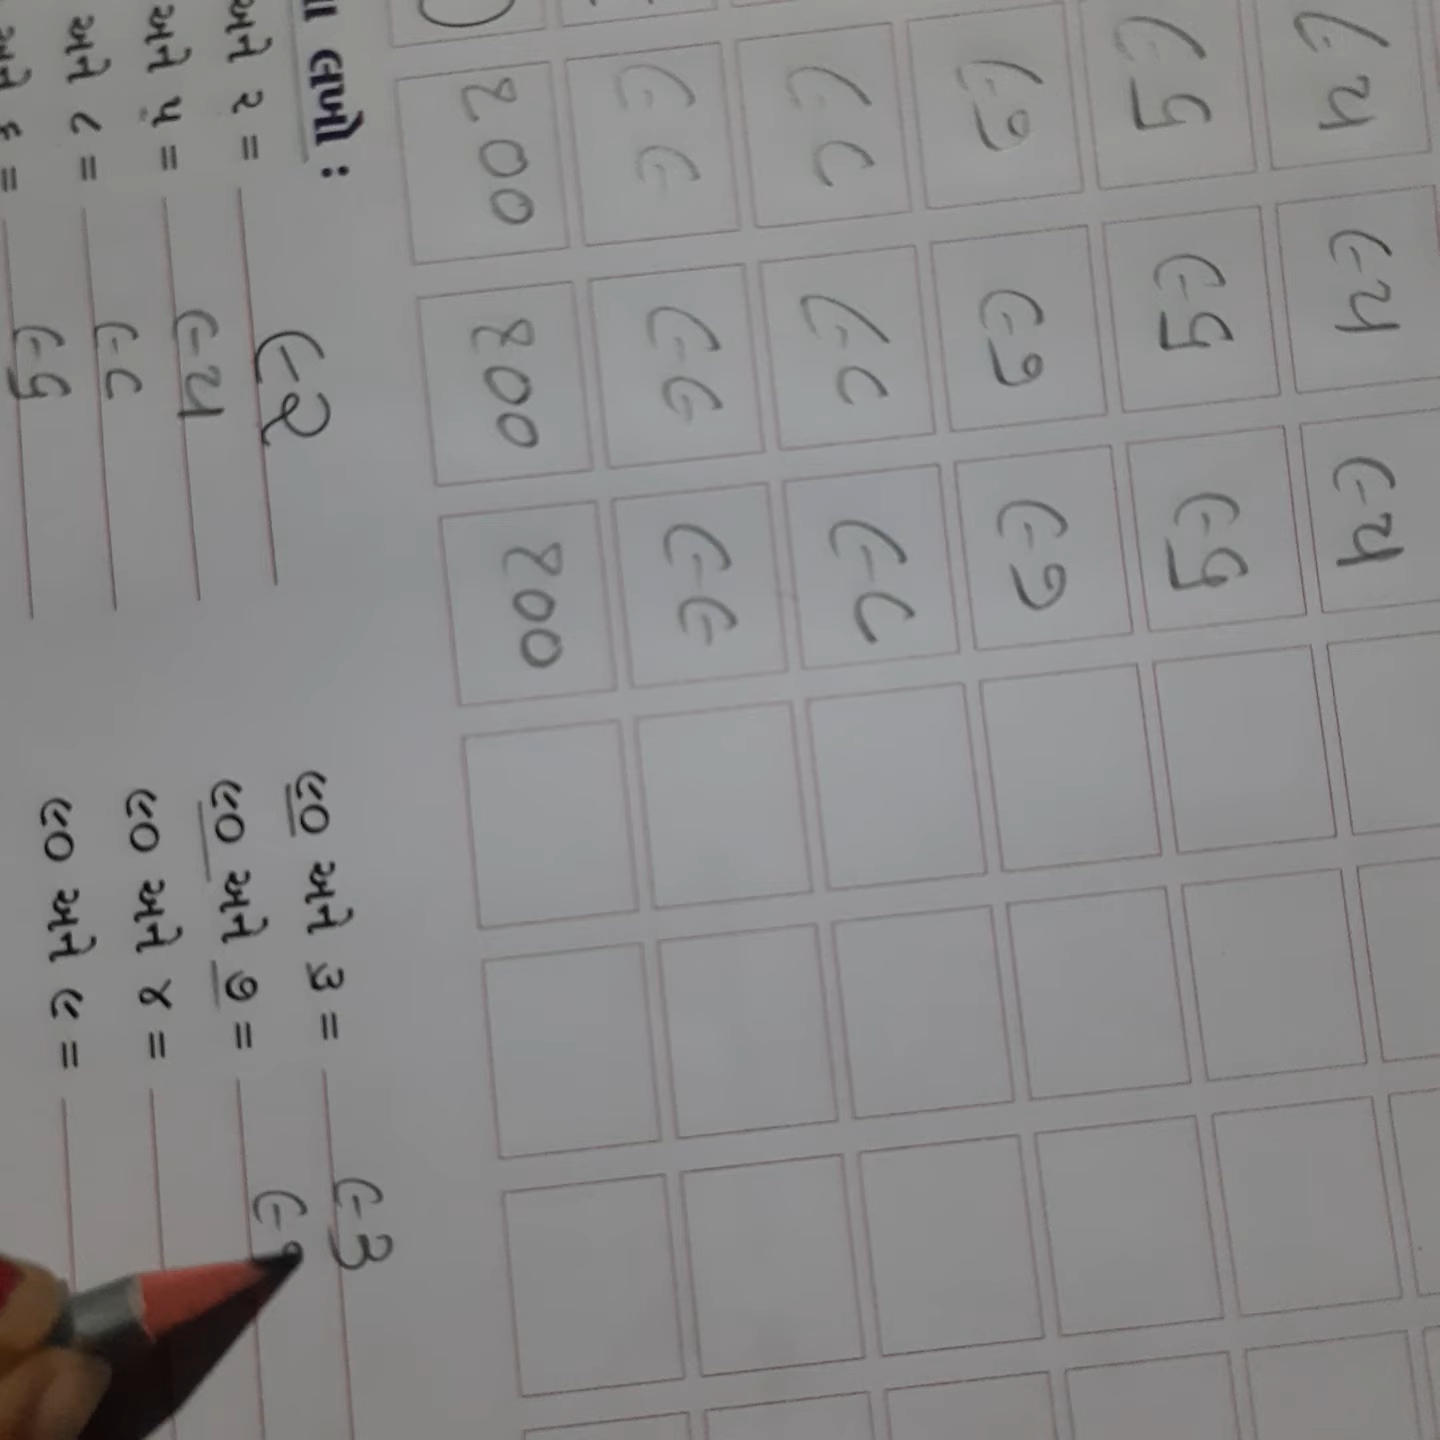 ૯૫ ૯૫ ૯૫
૯૬ ૯૬ ૯૬
૯૭ ૯૭ ૯૭
૯૮ ૯૮ ૯૮
૯૯ ૯૯ ૯૯
૧૦૦ ૧૦૦ ૧૦૦
લખો :
અને ૨ = ૯૨ ૯૦ અને ૩ = ૯૩
અને ૫ = ૯૫ ૯૦ અને ૭ =
અને ૮ = ૯૮ ૯૦ અને ૪ =
અને ૬ = ૯૬ ૯૦ અને ૯ =